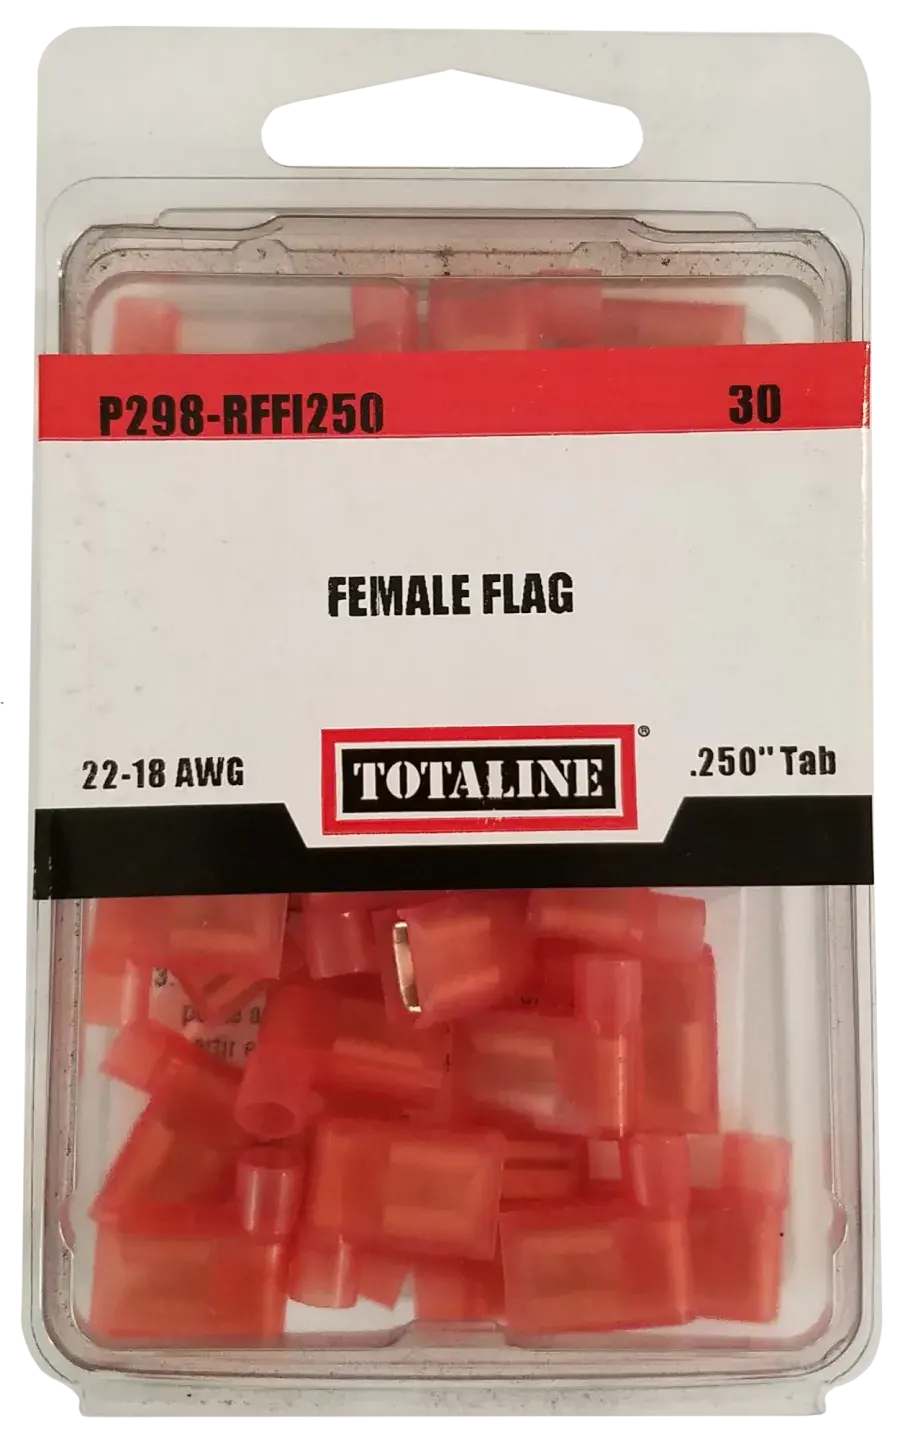 P298-RFFI250 30
FEMALE FLAG
22-18 AWG
TOTALINE®
.250" Tab